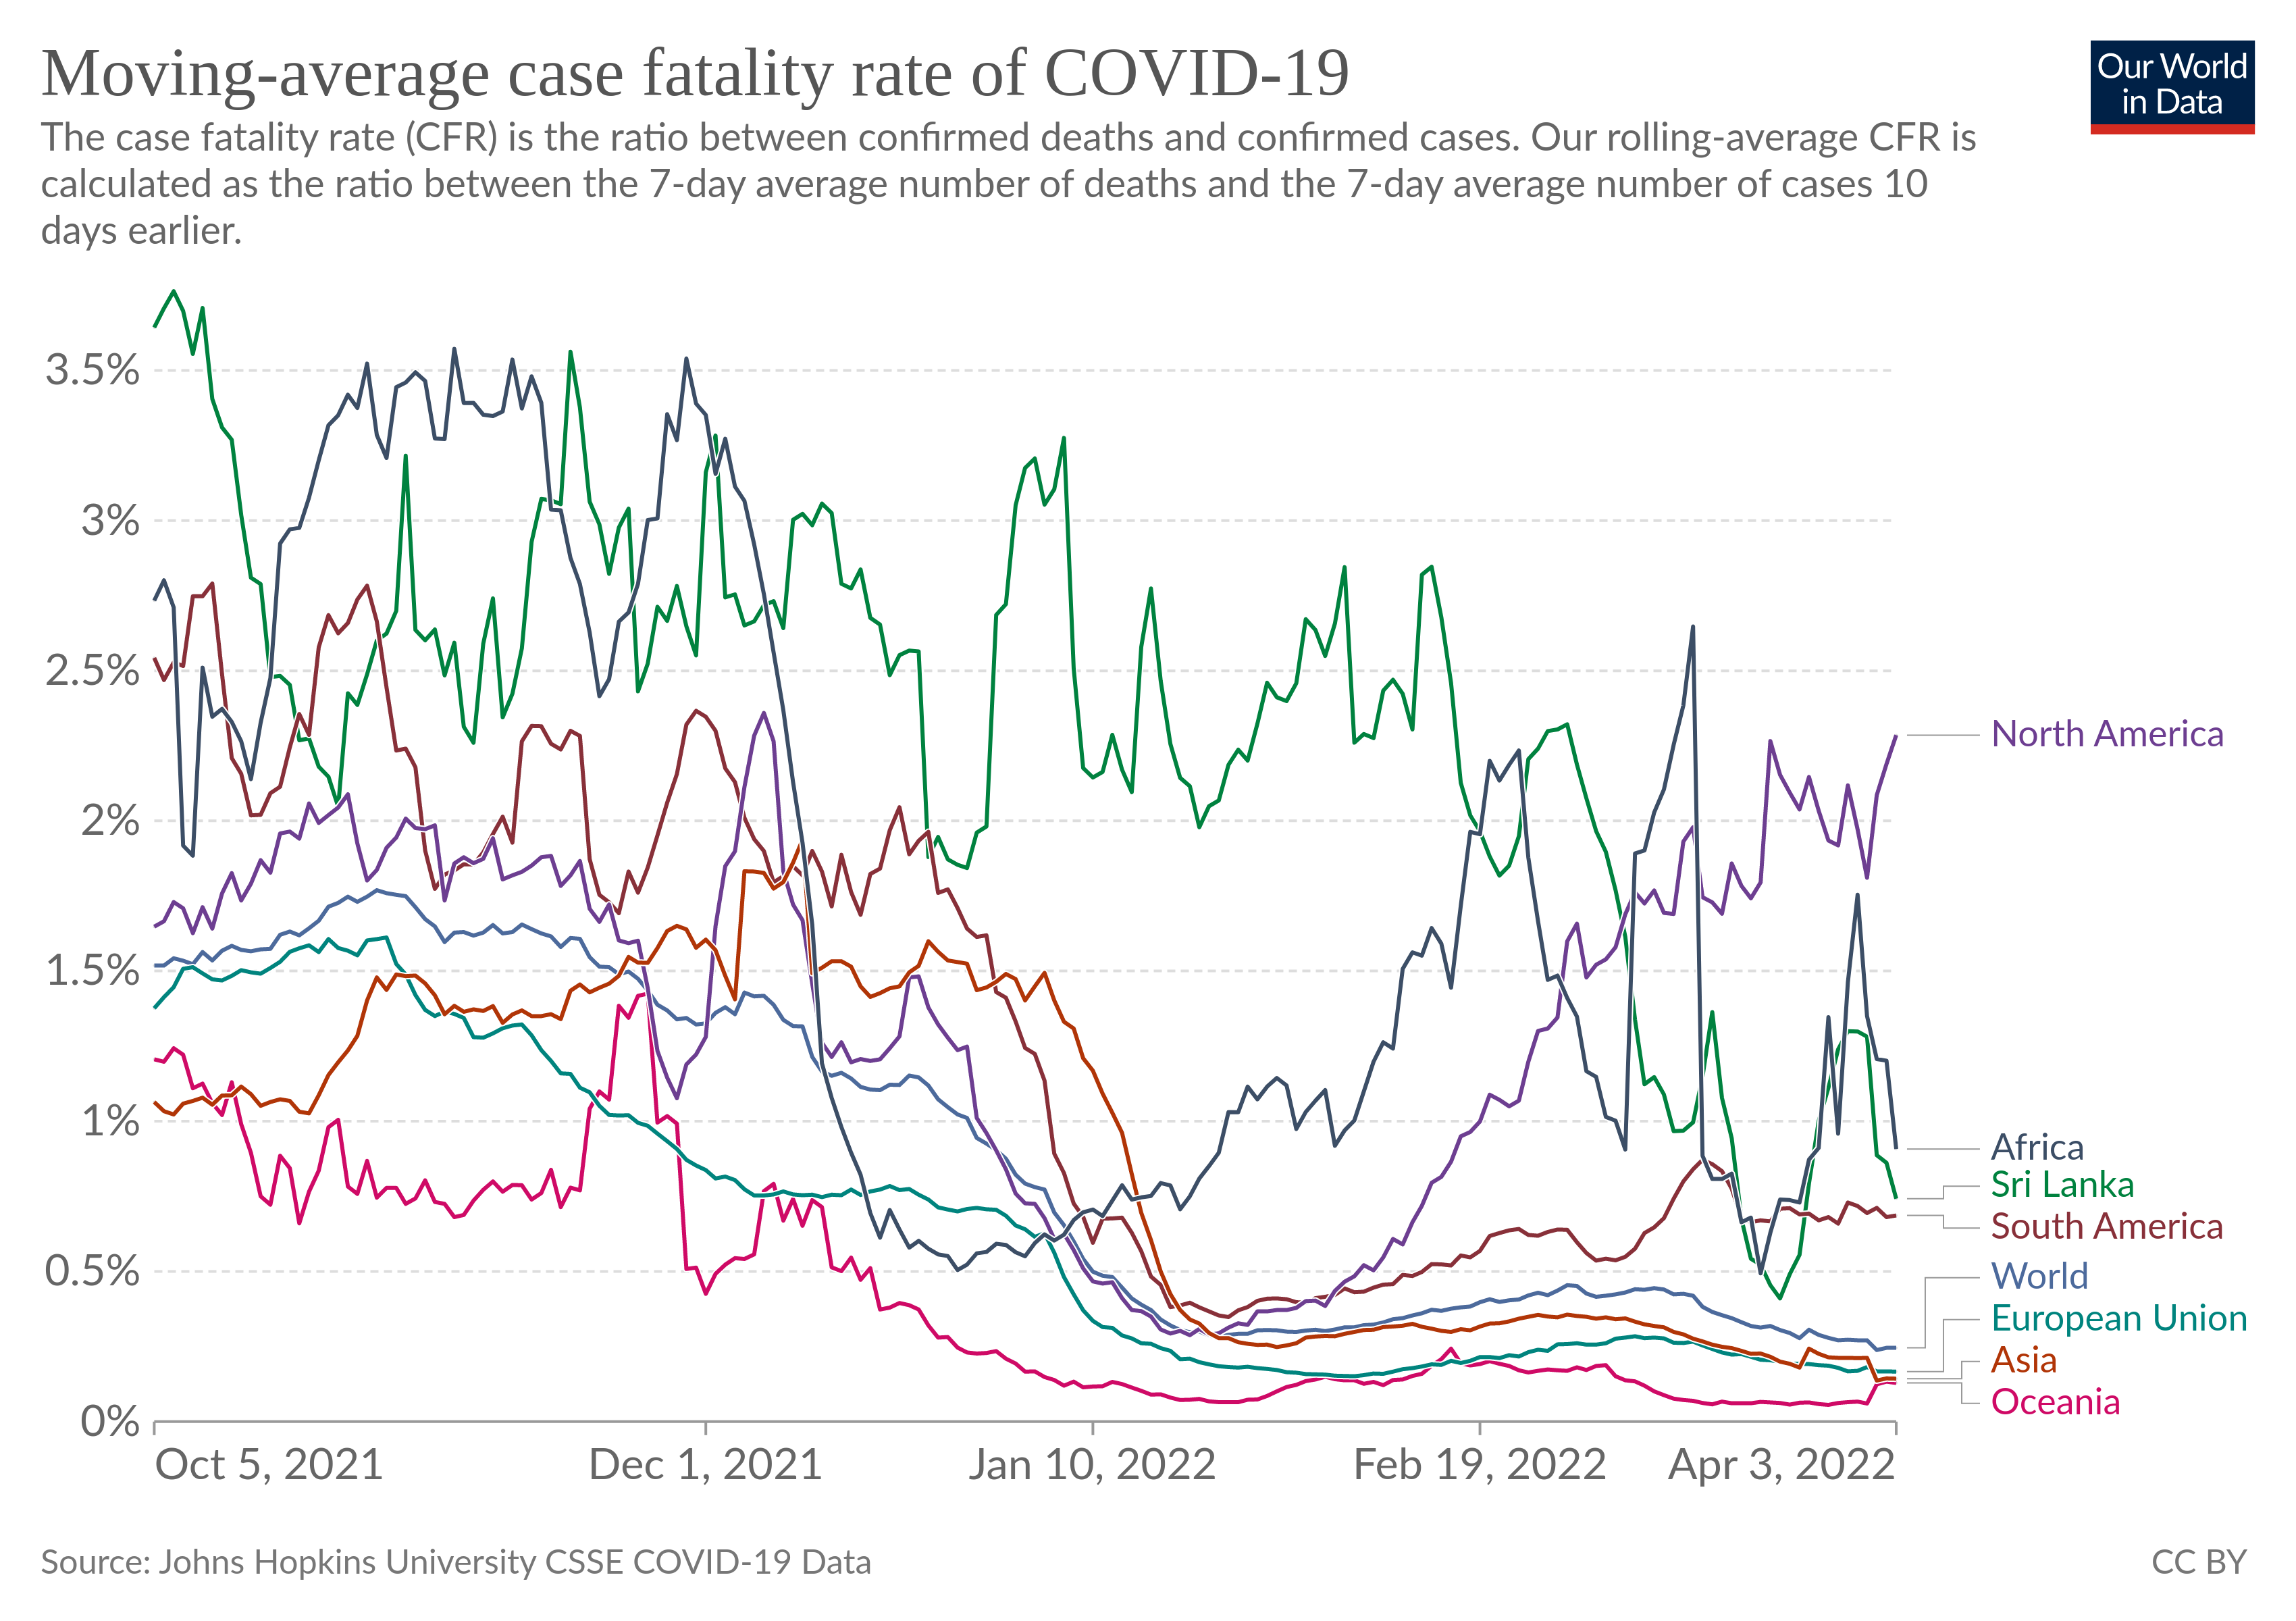 Moving-average case fatality rate of COVID-19
Our World
in Data
The case fatality rate (CFR) is the ratio between confirmed deaths and confirmed cases. Our rolling-average CFR is
calculated as the ratio between the 7-day average number of deaths and the 7-day average number of cases 10
days earlier.
3.5%
3%
2.5%
2%
1.5%
1%
0.5%
0%
North America
Africa
Sri Lanka
South America
World
European Union
Asia
Oceania
Oct 5, 2021
Dec 1, 2021
Jan 10, 2022
Feb 19, 2022
Apr 3, 2022
Source: Johns Hopkins University CSSE COVID-19 Data
CC BY